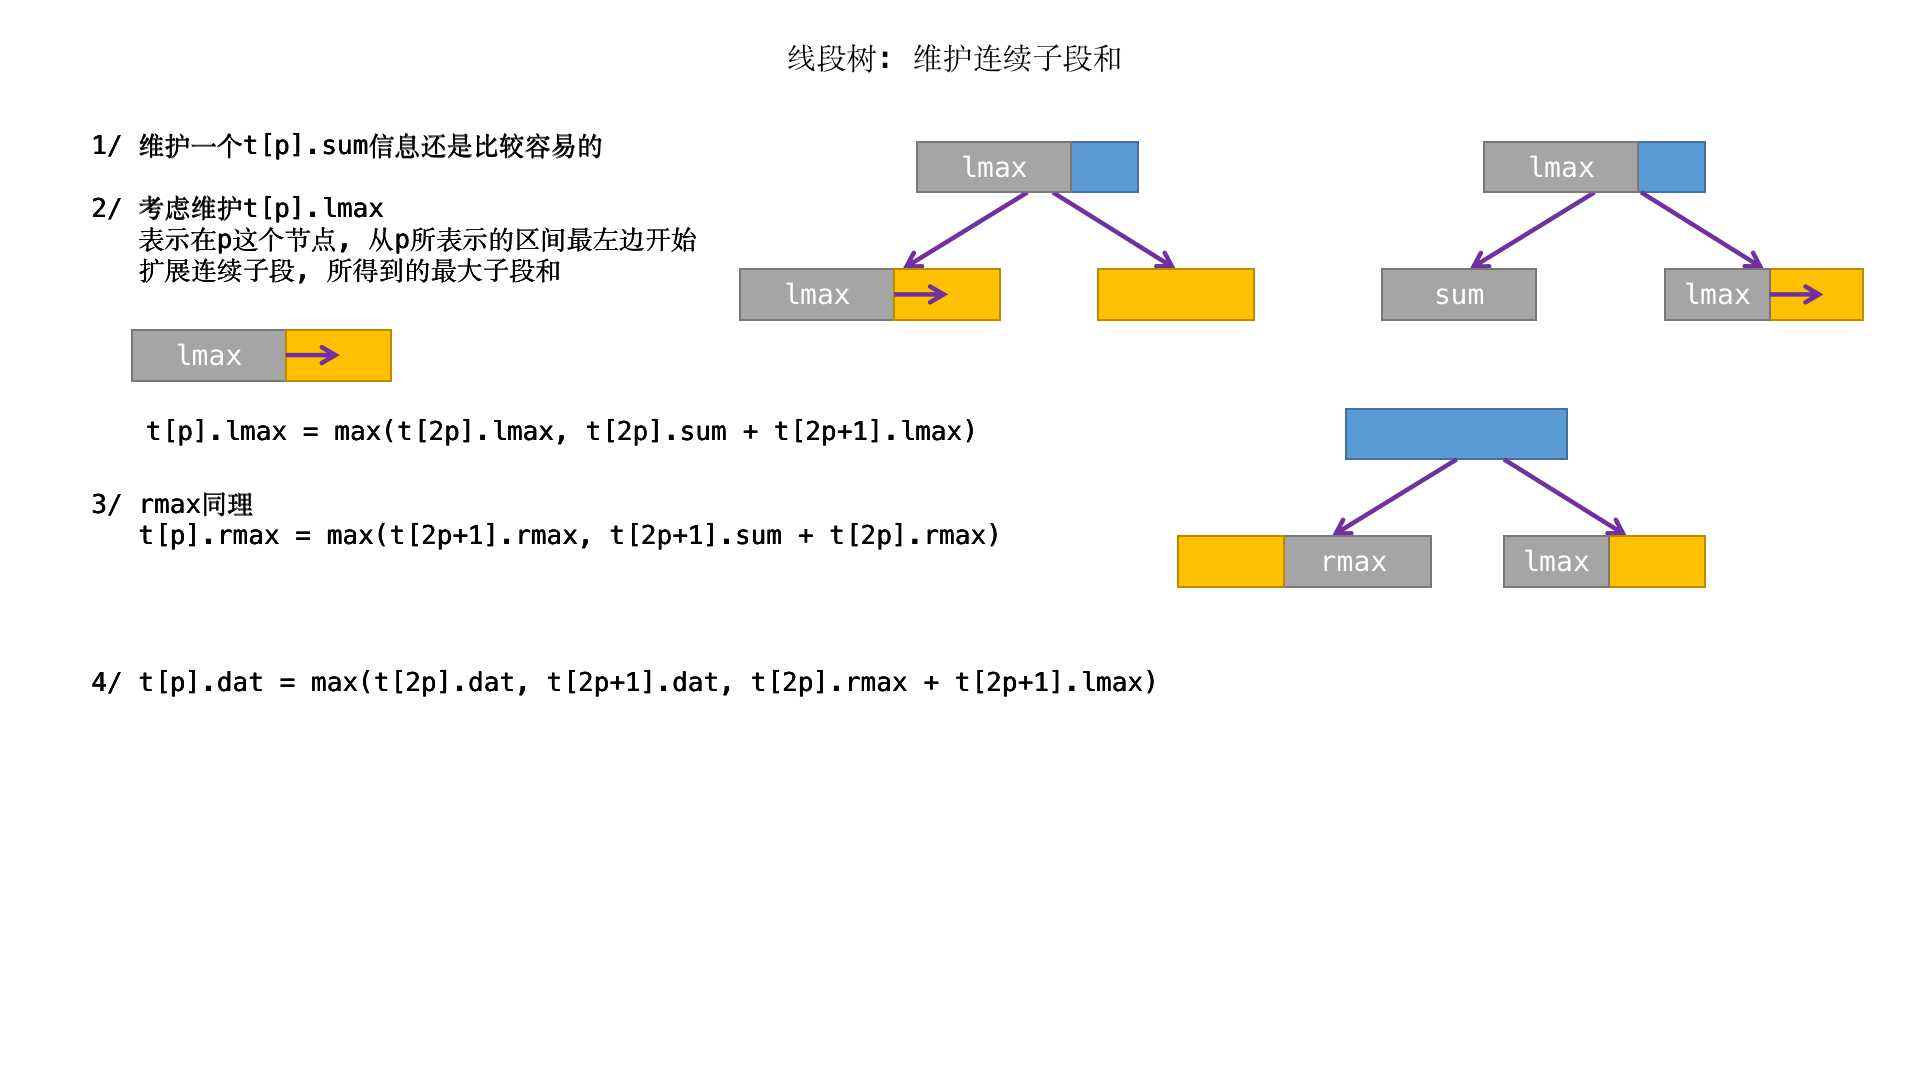 线段树: 维护连续子段和
1/ 维护一个t[p].sum信息还是比较容易的
2/ 考虑维护t[p].lmax
表示在p这个节点, 从p所表示的区间最左边开始
扩展连续子段, 所得到的最大子段和
lmax
t[p].lmax = max(t[2p].lmax, t[2p].sum + t[2p+1].lmax)
3/ rmax同理
t[p].rmax = max(t[2p+1].rmax, t[2p+1].sum + t[2p].rmax)
4/ t[p].dat = max(t[2p].dat, t[2p+1].dat, t[2p].rmax + t[2p+1].lmax)
lmax
lmax
lmax
sum
lmax
rmax
lmax